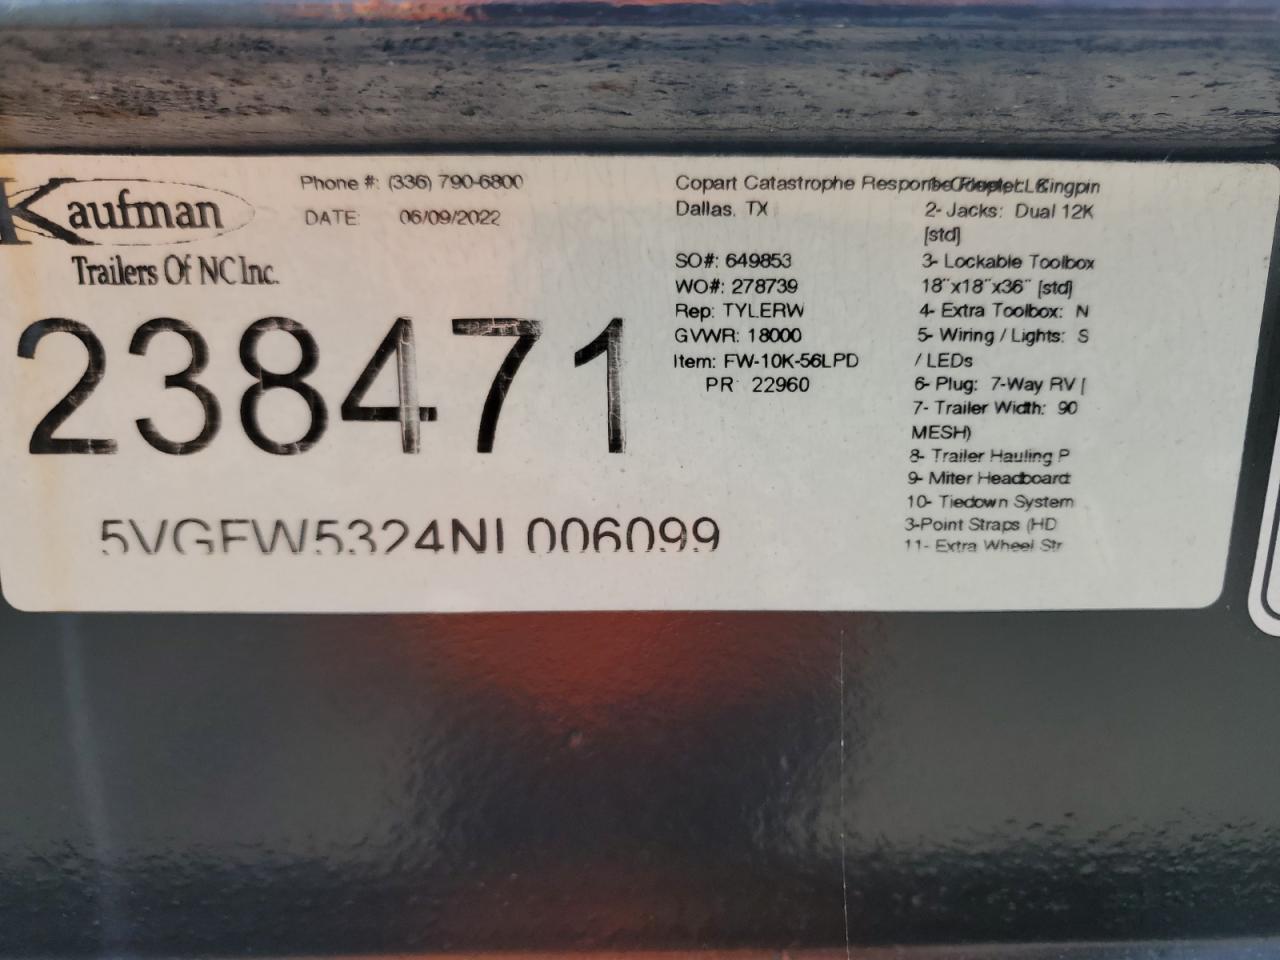 Kaufman
Trailers Of NC Inc.
Phone #: (336) 790-6800
DATE: 06/09/2022
238471
5VGFW5324NL006099
Copart Catastrophe Response Fleet LLC
Dallas, TX
SO#: 649853
WO#: 278739
Rep: TYLERW
GVWR: 18000
Item: FW-10K-56LPD
PR 22960
Kingpin
2- Jacks: Dual 12K
[std]
3- Lockable Toolbox
18"x18"x36" [std]
4- Extra Toolbox: N
5- Wiring / Lights: S
/ LEDs
6- Plug: 7-Way RV [
7- Trailer Width: 90
MESH)
8- Trailer Hauling P
9- Miter Headboard
10- Tiedown System
3-Point Straps (HD
11- Extra Wheel Str